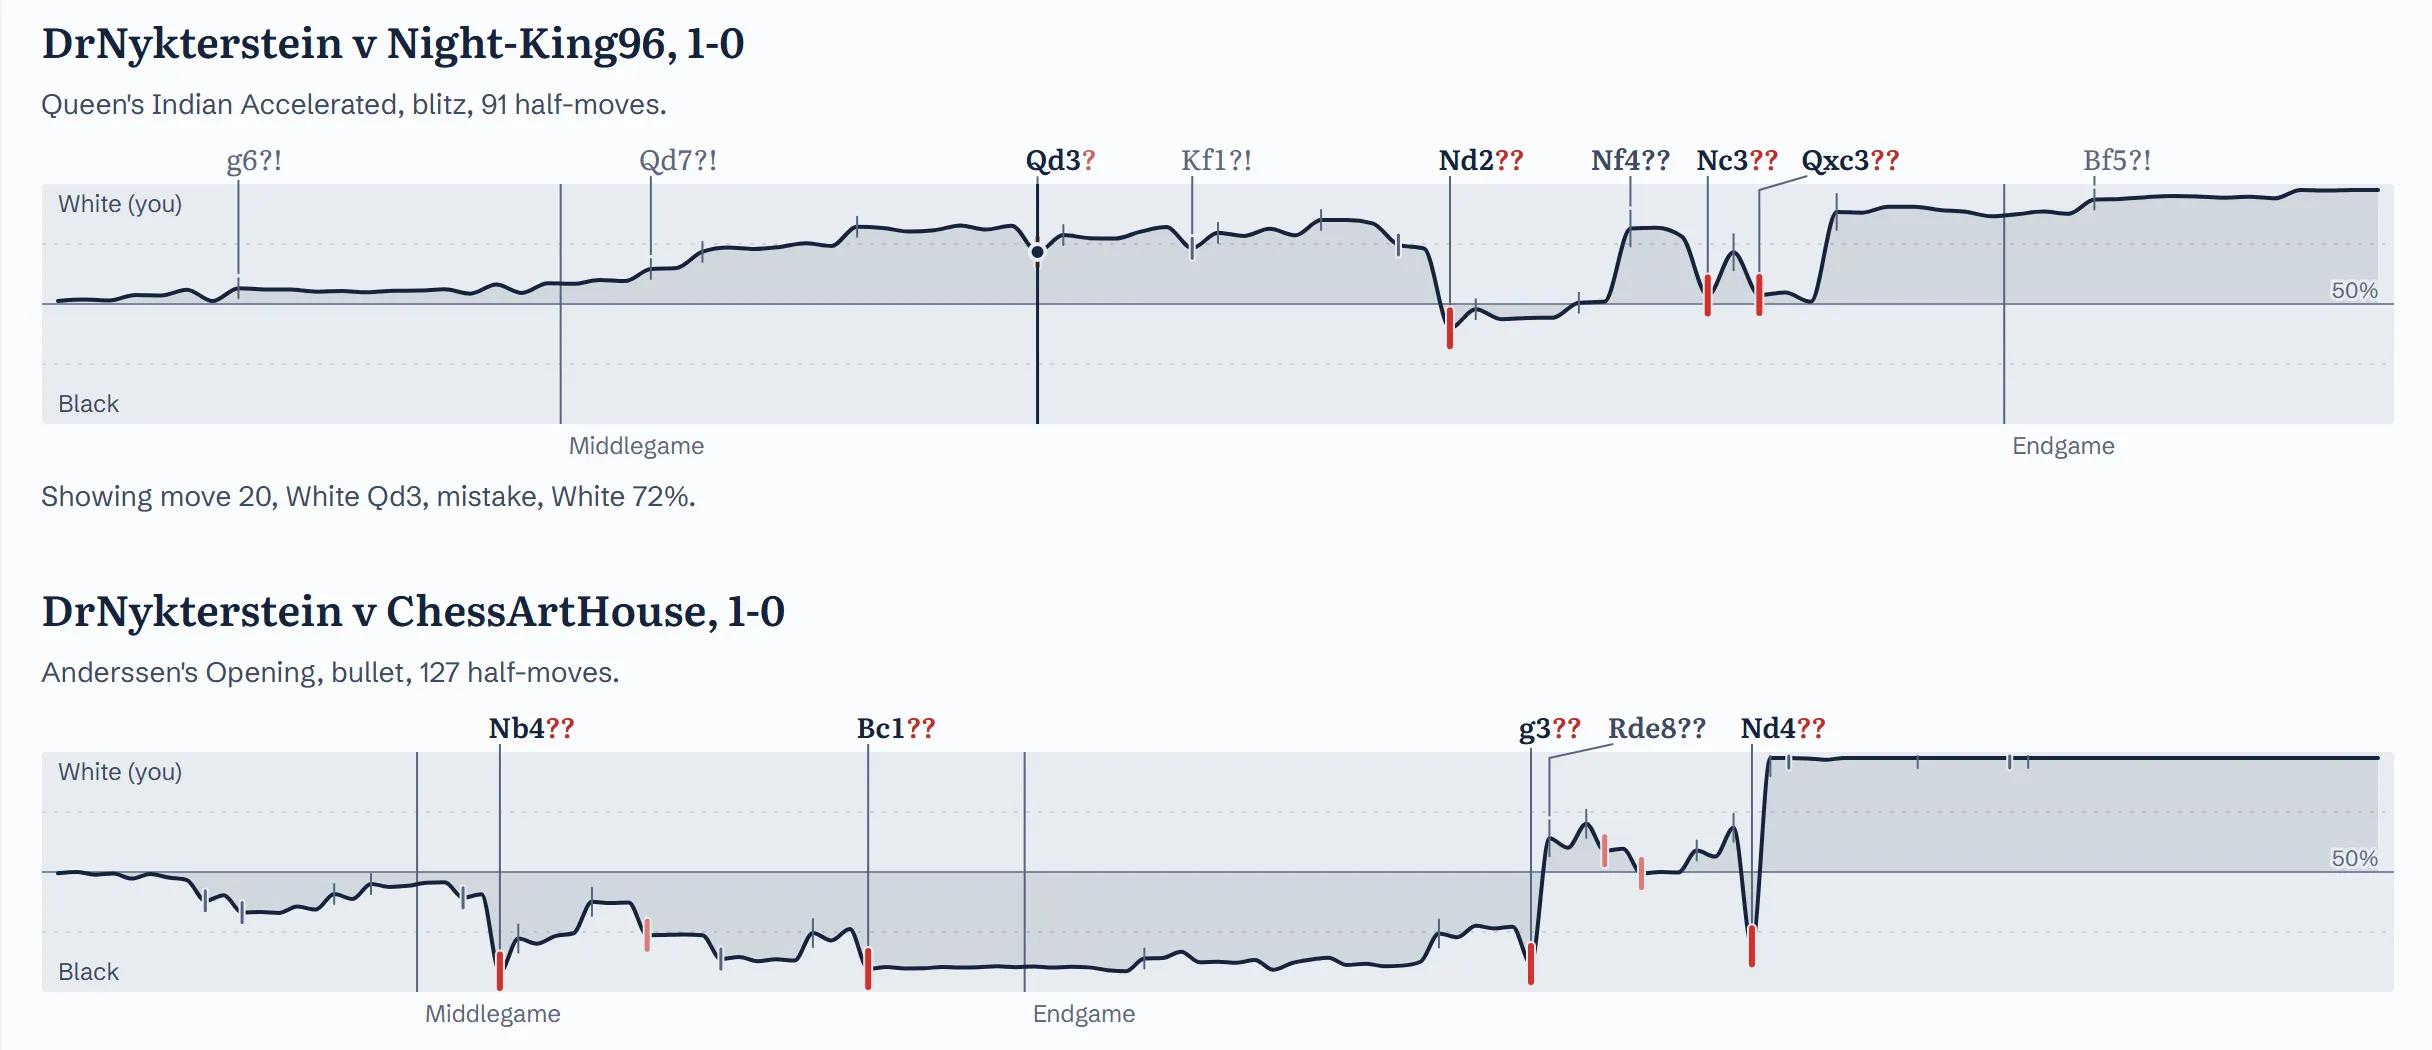 DrNykterstein v Night-King96, 1-0
Queen's Indian Accelerated, blitz, 91 half-moves.
g6?! Qd7?! Qd3? Kf1?! Nd2?? Nf4?? Nc3?? Qxc3?? Bf5?!
White (you)
50%
Black
Middlegame Endgame
Showing move 20, White Qd3, mistake, White 72%.
DrNykterstein v ChessArtHouse, 1-0
Anderssen's Opening, bullet, 127 half-moves.
Nb4?? Bc1?? g3?? Rde8?? Nd4??
White (you)
50%
Black
Middlegame Endgame